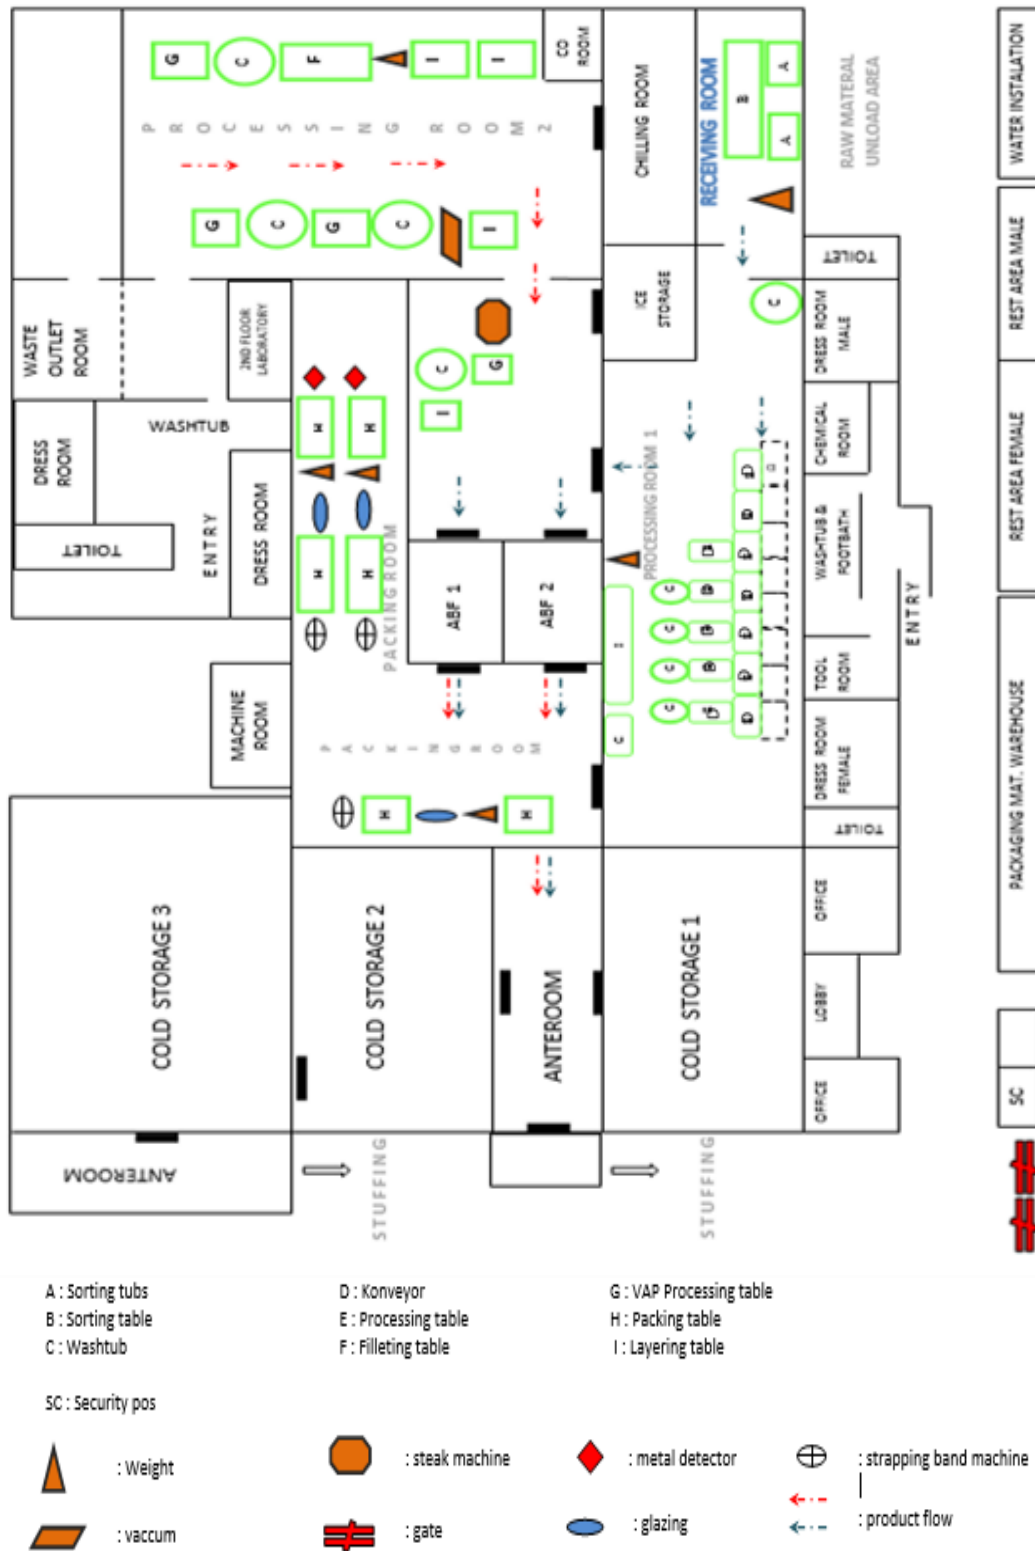 G
C
F
I
I
CO
ROOM
P R O C E S S I N G R O O M 2
G
C
G
C
I
CHILLING ROOM
RECEIVING ROOM
B
A
A
RAW MATERAL
UNLOAD AREA
WATER INSTALATION
WASTE
OUTLET
ROOM
2ND FLOOR
LABORATORY
ICE
STORAGE
C
TOILET
DRESS ROOM
MALE
REST AREA MALE
C
G
I
DRESS
ROOM
WASHTUB
H
H
CHEMICAL
ROOM
REST AREA FEMALE
TOILET
ENTRY
DRESS ROOM
H
H
PACKING ROOM
ABF 1
ABF 2
PROCESSING ROOM 1
I
C
C
C
C
C
WASHTUB &
FOOTBATH
ENTRY
TOOL
ROOM
MACHINE
ROOM
P A C K I N G R O O M
H
H
DRESS ROOM
FEMALE
TOILET
PACKAGING MAT. WAREHOUSE
COLD STORAGE 3
COLD STORAGE 2
ANTEROOM
COLD STORAGE 1
OFFICE
LOBBY
OFFICE
SC
ANTEROOM
STUFFING
STUFFING
A : Sorting tubs
D : Konveyor
G : VAP Processing table
B : Sorting table
E : Processing table
H : Packing table
C : Washtub
F : Filleting table
I : Layering table
SC : Security pos
: Weight
: steak machine
: metal detector
: strapping band machine
: vaccum
: gate
: glazing
: product flow